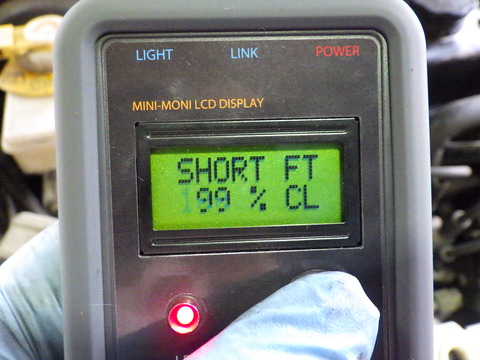 LIGHT LINK POWER
MINI-MONI LCD DISPLAY
SHORT FT
99 % CL